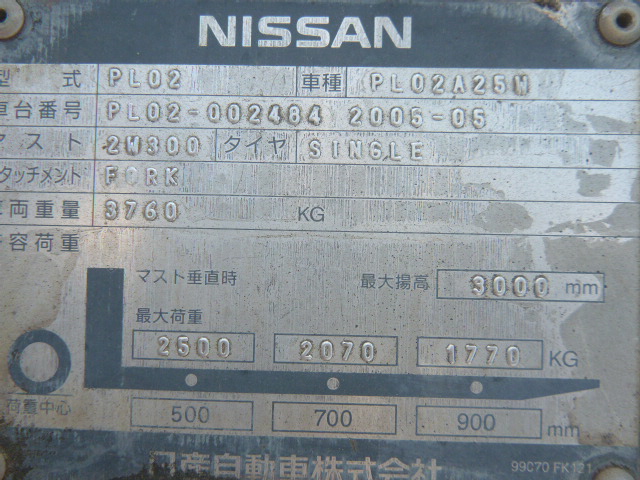 NISSAN
型 式 PL02 車種 PL02A25W
車台番号 PL02-002484 2005-05
マスト 2W300 タイヤ SINGLE
タッチメント FORK
車両重量 3760 KG
容荷重
マスト垂直時 最大揚高 3000 mm
最大荷重
2500 2070 1770 KG
荷重中心 500 700 900 mm
日産自動車株式会社 99C70 FK121